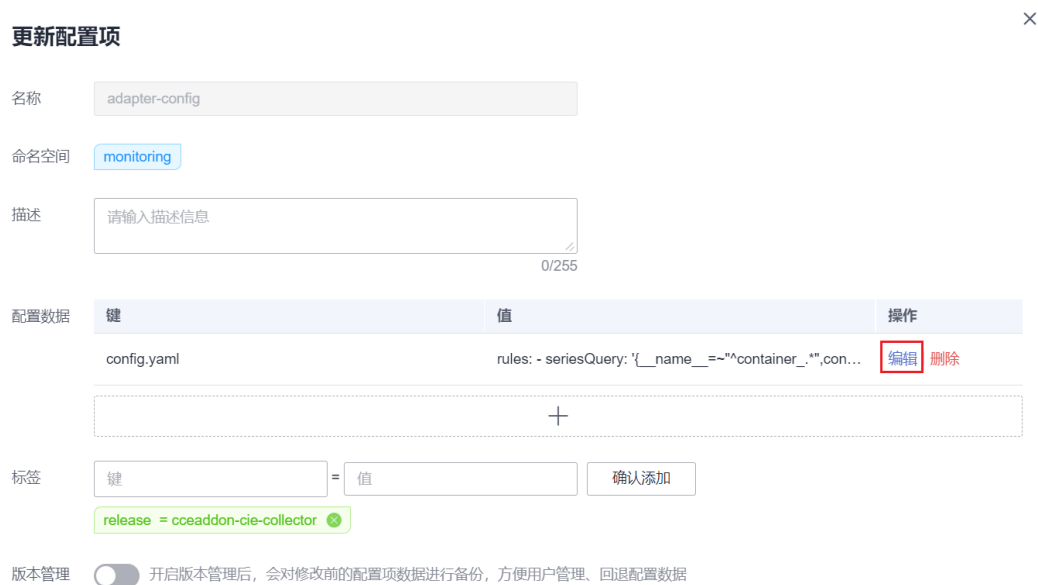 更新配置项
名称 adapter-config
命名空间 monitoring
描述 请输入描述信息
0/255
配置数据 键 值 操作
config.yaml rules: - seriesQuery: '{__name__=~"^container_.*",con... 编辑 删除
标签 键 = 值 确认添加
release = cceaddon-cie-collector
版本管理 开启版本管理后，会对修改前的配置项数据进行备份，方便用户管理、回退配置数据